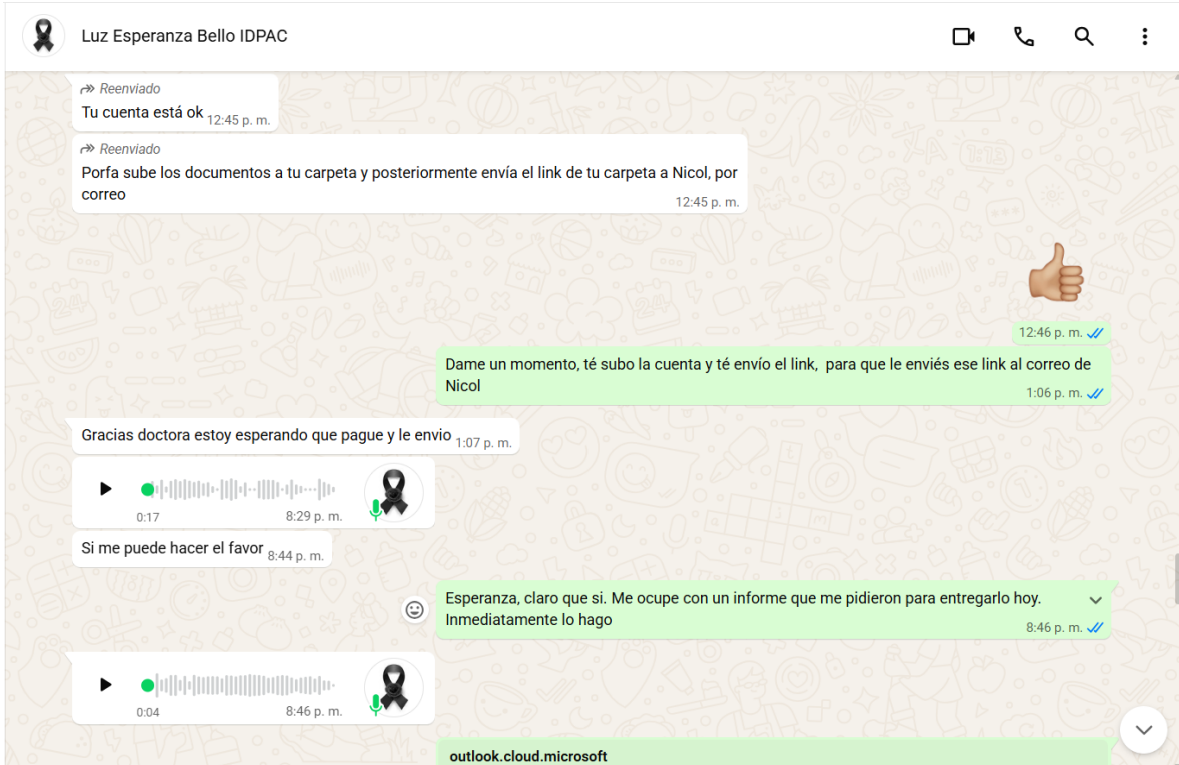 Luz Esperanza Bello IDPAC
Reenviado
Tu cuenta está ok 12:45 p. m.
Reenviado
Porfa sube los documentos a tu carpeta y posteriormente envía el link de tu carpeta a Nicol, por
correo
12:45 p. m.
12:46 p. m.
Dame un momento, té subo la cuenta y té envío el link,  para que le enviés ese link al correo de
Nicol
1:06 p. m.
Gracias doctora estoy esperando que pague y le envio 1:07 p. m.
0:17 8:29 p. m.
Si me puede hacer el favor 8:44 p. m.
Esperanza, claro que si. Me ocupe con un informe que me pidieron para entregarlo hoy.
Inmediatamente lo hago
8:46 p. m.
0:04 8:46 p. m.
outlook.cloud.microsoft